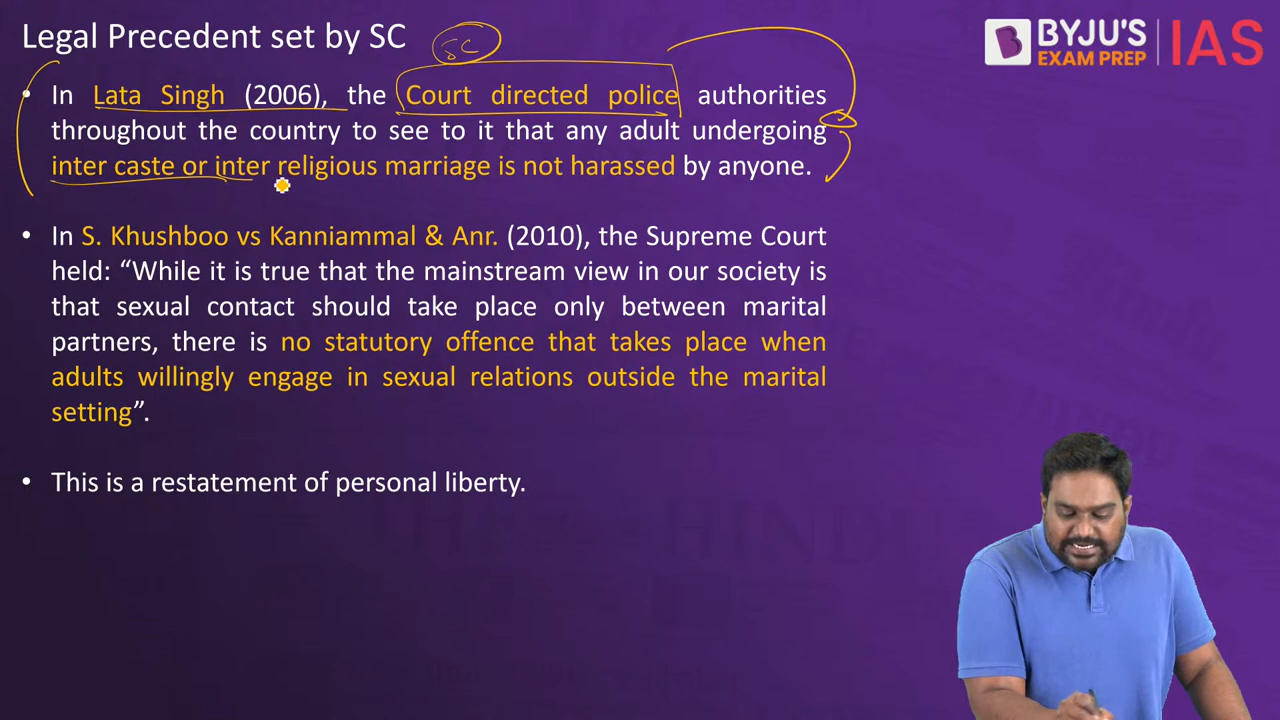 Legal Precedent set by SC
SC
BYJU'S
EXAM PREP
IAS
• In Lata Singh (2006), the Court directed police authorities
throughout the country to see to it that any adult undergoing
inter caste or inter religious marriage is not harassed by anyone.
• In S. Khushboo vs Kanniammal & Anr. (2010), the Supreme Court
held: “While it is true that the mainstream view in our society is
that sexual contact should take place only between marital
partners, there is no statutory offence that takes place when
adults willingly engage in sexual relations outside the marital
setting”.
• This is a restatement of personal liberty.